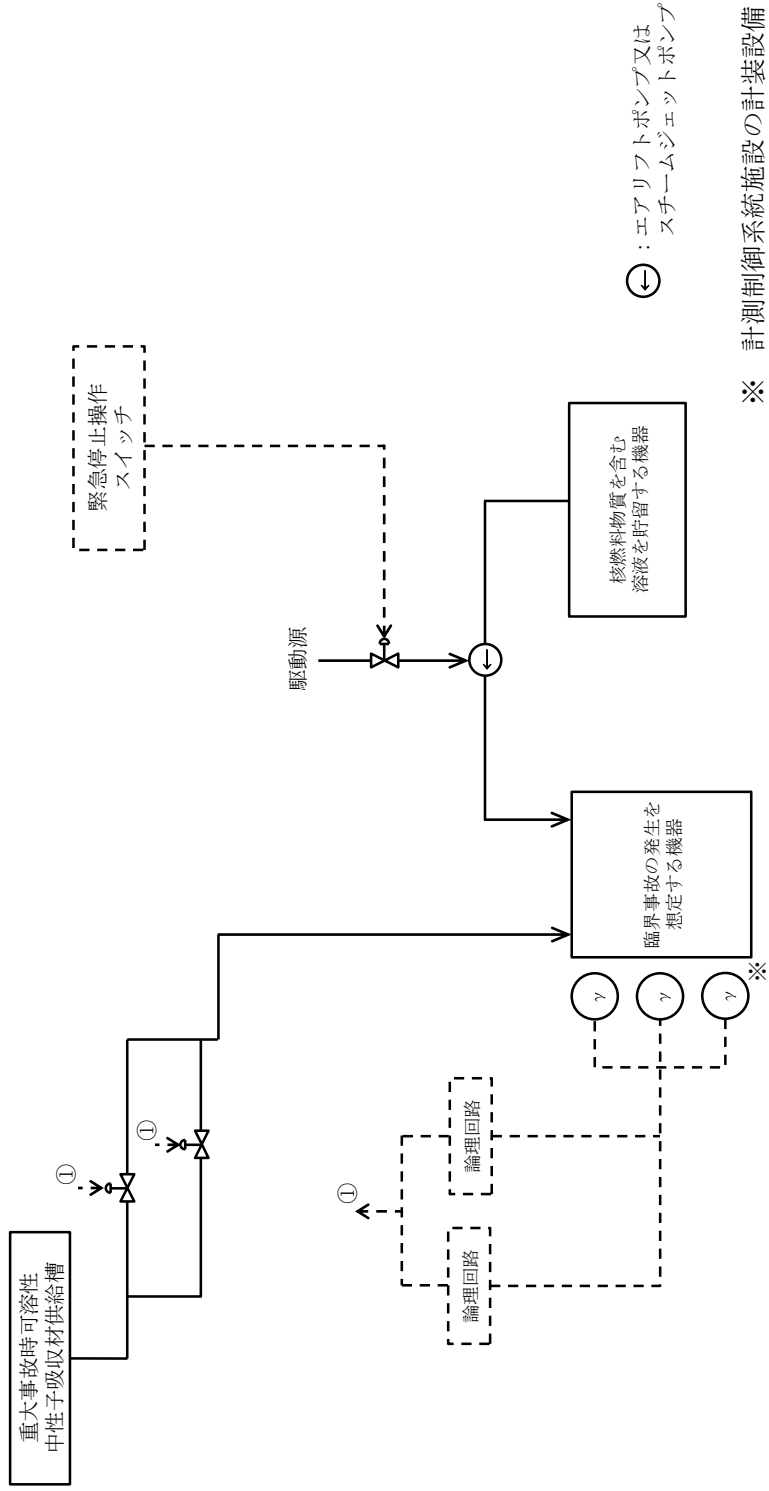 重大事故時可溶性
中性子吸収材供給槽
①
①
緊急停止操作
スイッチ
駆動源
↓
①
論理回路
論理回路
γ
γ
γ
※
臨界事故の発生を
想定する機器
核燃料物質を含む
溶液を貯留する機器
↓:エアリフトポンプ又は
スチームジェットポンプ
※ 計測制御系統施設の計装設備